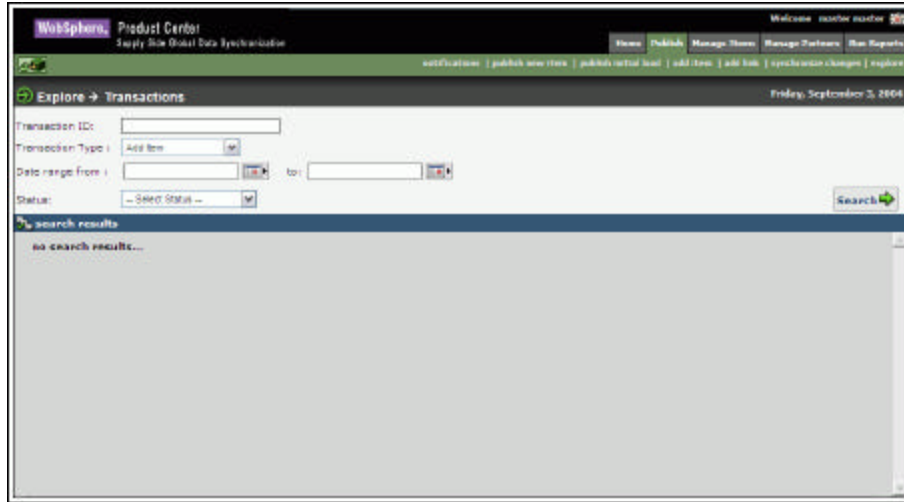 WebSphere. Product Center
Supply Side Global Data Synchronization
Welcome master master
Home Publish Manage Items Manage Partners Run Reports
notifications | publish new item | publish initial load | add item | add link | synchronize changes | explore
Explore → Transactions
Friday, September 3, 2004
Transaction ID:
Transaction Type : Add Item
Date range from : to:
Status: -- Select Status --
Search
search results
no search results...